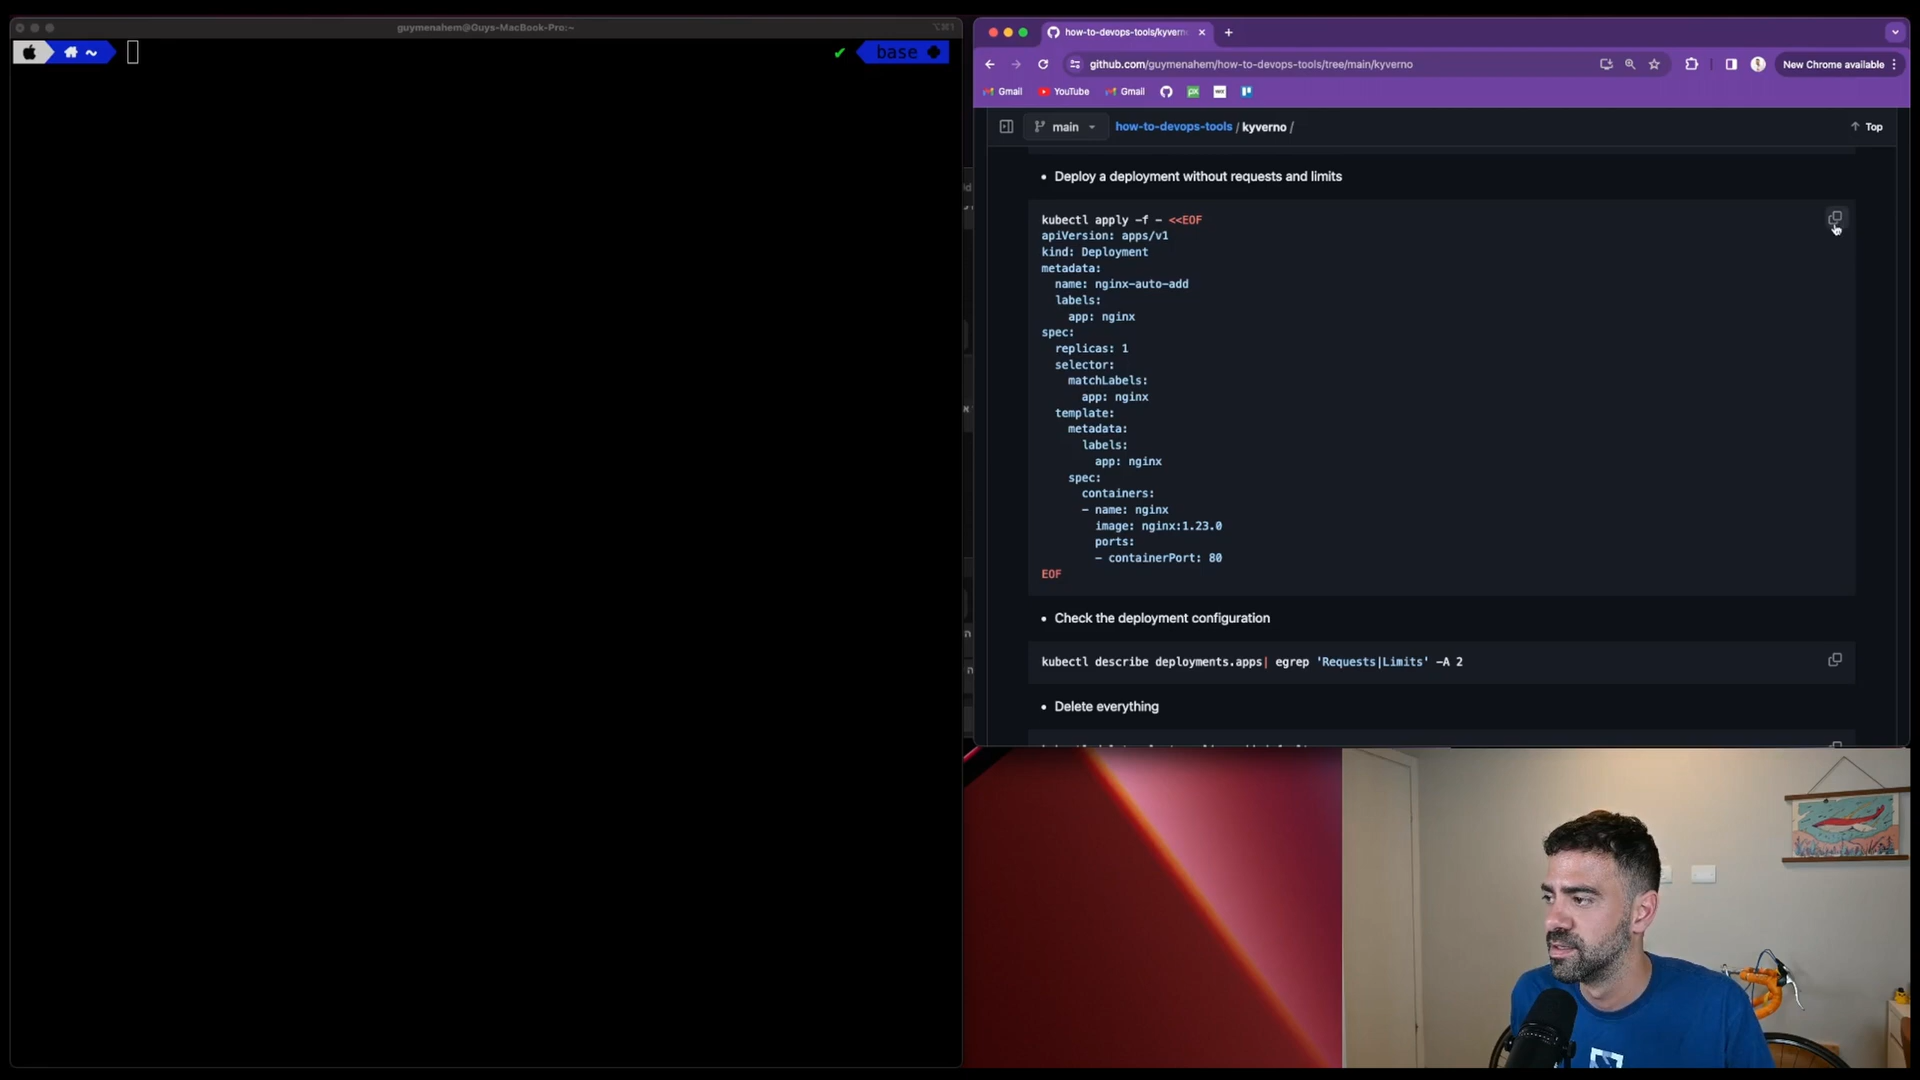 guymenahem@Guys-MacBook-Pro:~
~
base
how-to-devops-tools/kyverno
github.com/guymenahem/how-to-devops-tools/tree/main/kyverno
New Chrome available
Gmail
YouTube
Gmail
main
how-to-devops-tools / kyverno /
Top
• Deploy a deployment without requests and limits
kubectl apply -f - <<EOF
apiVersion: apps/v1
kind: Deployment
metadata:
  name: nginx-auto-add
  labels:
    app: nginx
spec:
  replicas: 1
  selector:
    matchLabels:
      app: nginx
  template:
    metadata:
      labels:
        app: nginx
    spec:
      containers:
      - name: nginx
        image: nginx:1.23.0
        ports:
        - containerPort: 80
EOF
• Check the deployment configuration
kubectl describe deployments.apps| egrep 'Requests|Limits' -A 2
• Delete everything